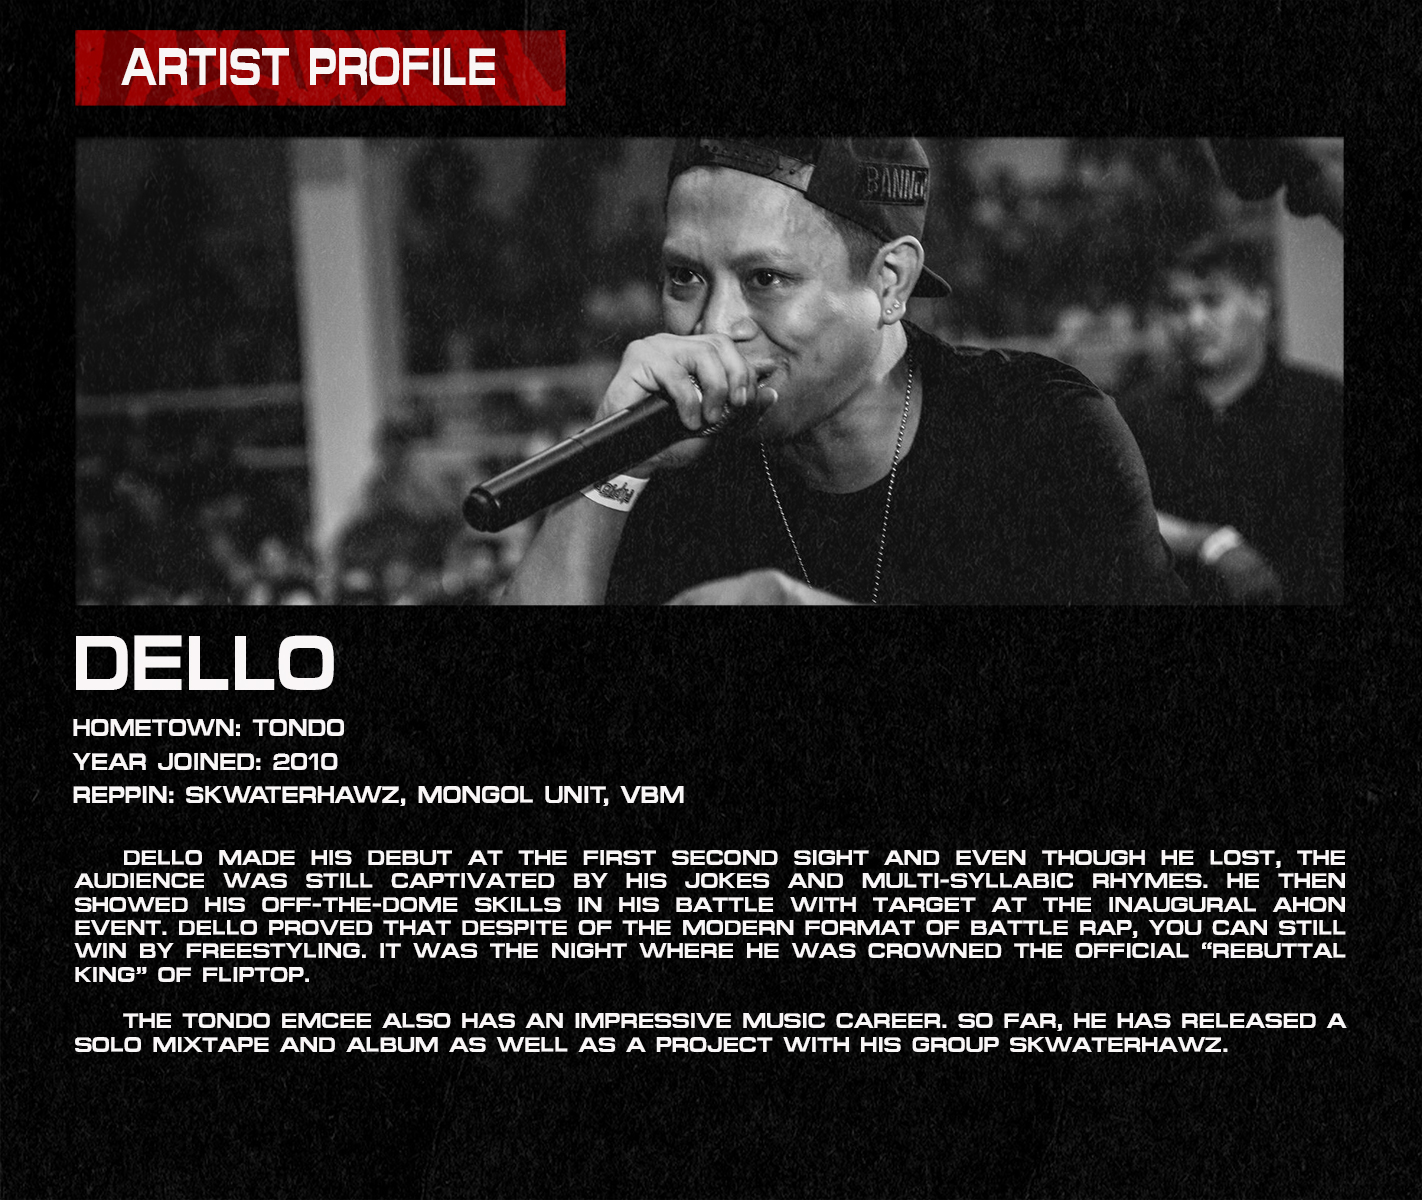 ARTIST PROFILE
BANNED
DELLO
HOMETOWN: TONDO
YEAR JOINED: 2010
REPPIN: SKWATERHAWZ, MONGOL UNIT, VBM
DELLO MADE HIS DEBUT AT THE FIRST SECOND SIGHT AND EVEN THOUGH HE LOST, THE
AUDIENCE WAS STILL CAPTIVATED BY HIS JOKES AND MULTI-SYLLABIC RHYMES. HE THEN
SHOWED HIS OFF-THE-DOME SKILLS IN HIS BATTLE WITH TARGET AT THE INAUGURAL AHON
EVENT. DELLO PROVED THAT DESPITE OF THE MODERN FORMAT OF BATTLE RAP, YOU CAN STILL
WIN BY FREESTYLING. IT WAS THE NIGHT WHERE HE WAS CROWNED THE OFFICIAL “REBUTTAL
KING” OF FLIPTOP.
THE TONDO EMCEE ALSO HAS AN IMPRESSIVE MUSIC CAREER. SO FAR, HE HAS RELEASED A
SOLO MIXTAPE AND ALBUM AS WELL AS A PROJECT WITH HIS GROUP SKWATERHAWZ.